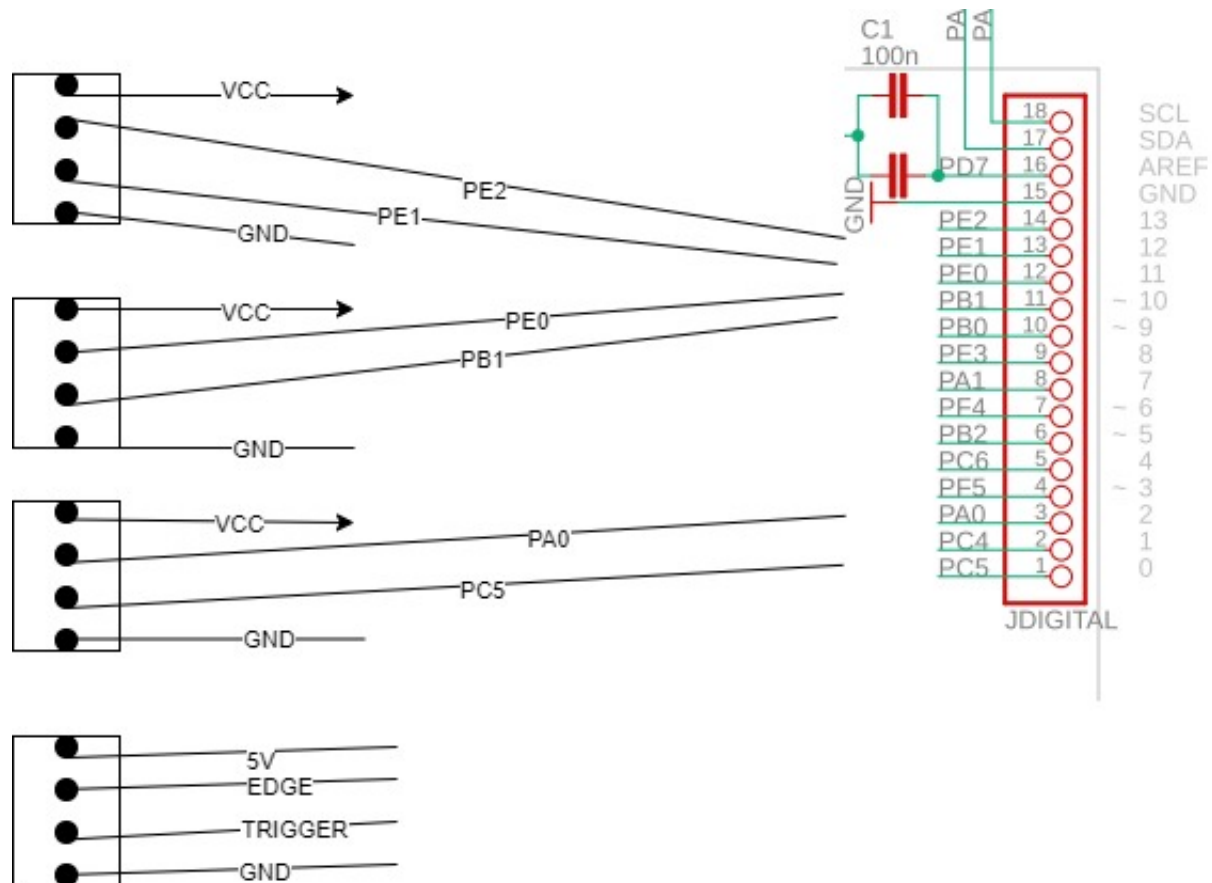 VCC
PE2
PE1
GND
VCC
PE0
PB1
GND
VCC
PA0
PC5
GND
5V
EDGE
TRIGGER
GND
C1
100n
PA
PA
GND
PD7
18 SCL
17 SDA
16 AREF
15 GND
PE2 14 13
PE1 13 12
PE0 12 11
PB1 11 ~ 10
PB0 10 ~ 9
PE3 9 8
PA1 8 7
PF4 7 ~ 6
PB2 6 ~ 5
PC6 5 4
PF5 4 ~ 3
PA0 3 2
PC4 2 1
PC5 1 0
JDIGITAL